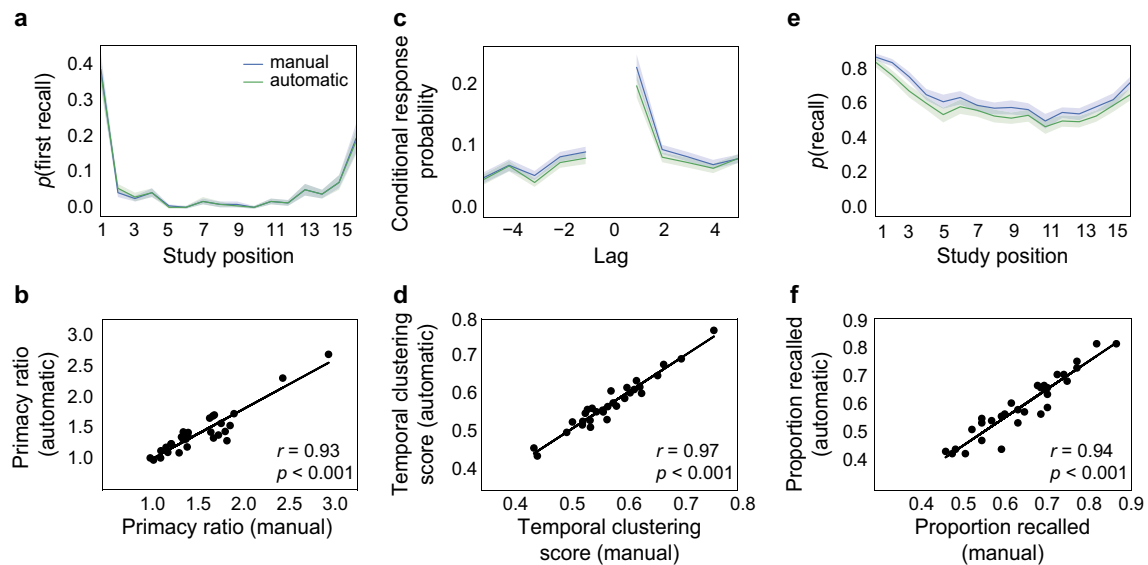 a
p(first recall)
0.4
0.3
0.2
0.1
0.0
manual
automatic
1 3 5 7 9 11 13 15
Study position
c
Conditional response
probability
0.2
0.1
0.0
−4 −2 0 2 4
Lag
e
p(recall)
0.8
0.6
0.4
0.2
0.0
1 3 5 7 9 11 13 15
Study position
b
Primacy ratio
(automatic)
3.0
2.5
2.0
1.5
1.0
r = 0.93
p < 0.001
1.0 1.5 2.0 2.5 3.0
Primacy ratio (manual)
d
Temporal clustering
score (automatic)
0.8
0.7
0.6
0.5
0.4
r = 0.97
p < 0.001
0.4 0.5 0.6 0.7 0.8
Temporal clustering
score (manual)
f
Proportion recalled
(automatic)
0.9
0.8
0.7
0.6
0.5
0.4
r = 0.94
p < 0.001
0.4 0.5 0.6 0.7 0.8 0.9
Proportion recalled
(manual)